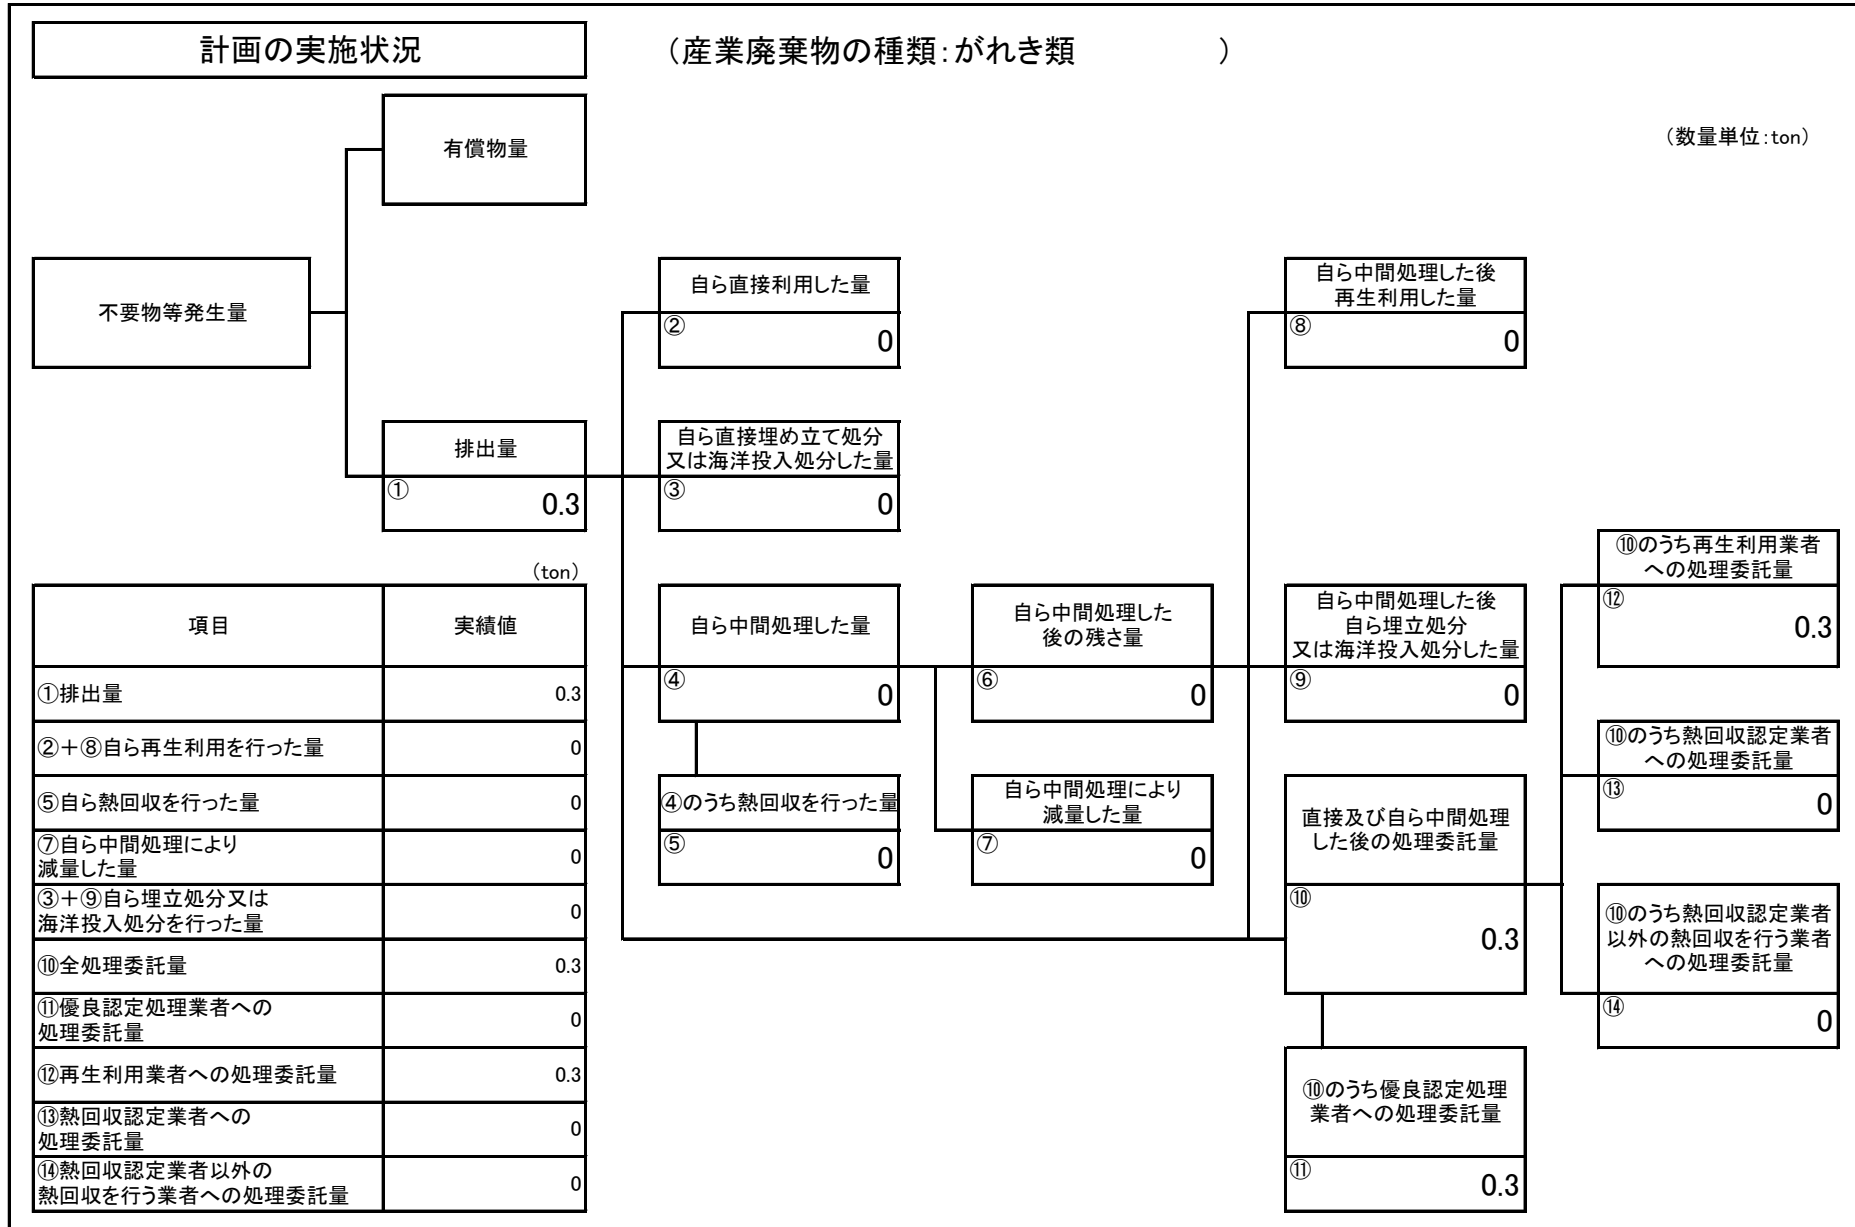 計画の実施状況
（産業廃棄物の種類：がれき類　　　　　）
（数量単位：ton）
有償物量
不要物等発生量
自ら直接利用した量
②
0
自ら中間処理した後
再生利用した量
⑧
0
排出量
①
0.3
自ら直接埋め立て処分
又は海洋投入処分した量
③
0
自ら中間処理した量
④
0
自ら中間処理した
後の残さ量
⑥
0
自ら中間処理した後
自ら埋立処分
又は海洋投入処分した量
⑨
0
⑩のうち再生利用業者
への処理委託量
⑫
0.3
④のうち熱回収を行った量
⑤
0
自ら中間処理により
減量した量
⑦
0
直接及び自ら中間処理
した後の処理委託量
⑩
0.3
⑩のうち熱回収認定業者
への処理委託量
⑬
0
⑩のうち熱回収認定業者
以外の熱回収を行う業者
への処理委託量
⑭
0
⑩のうち優良認定処理
業者への処理委託量
⑪
0.3
（ton）
項目 実績値
①排出量 0.3
②＋⑧自ら再生利用を行った量 0
⑤自ら熱回収を行った量 0
⑦自ら中間処理により
減量した量 0
③＋⑨自ら埋立処分又は
海洋投入処分を行った量 0
⑩全処理委託量 0.3
⑪優良認定処理業者への
処理委託量 0
⑫再生利用業者への処理委託量 0.3
⑬熱回収認定業者への
処理委託量 0
⑭熱回収認定業者以外の
熱回収を行う業者への処理委託量 0